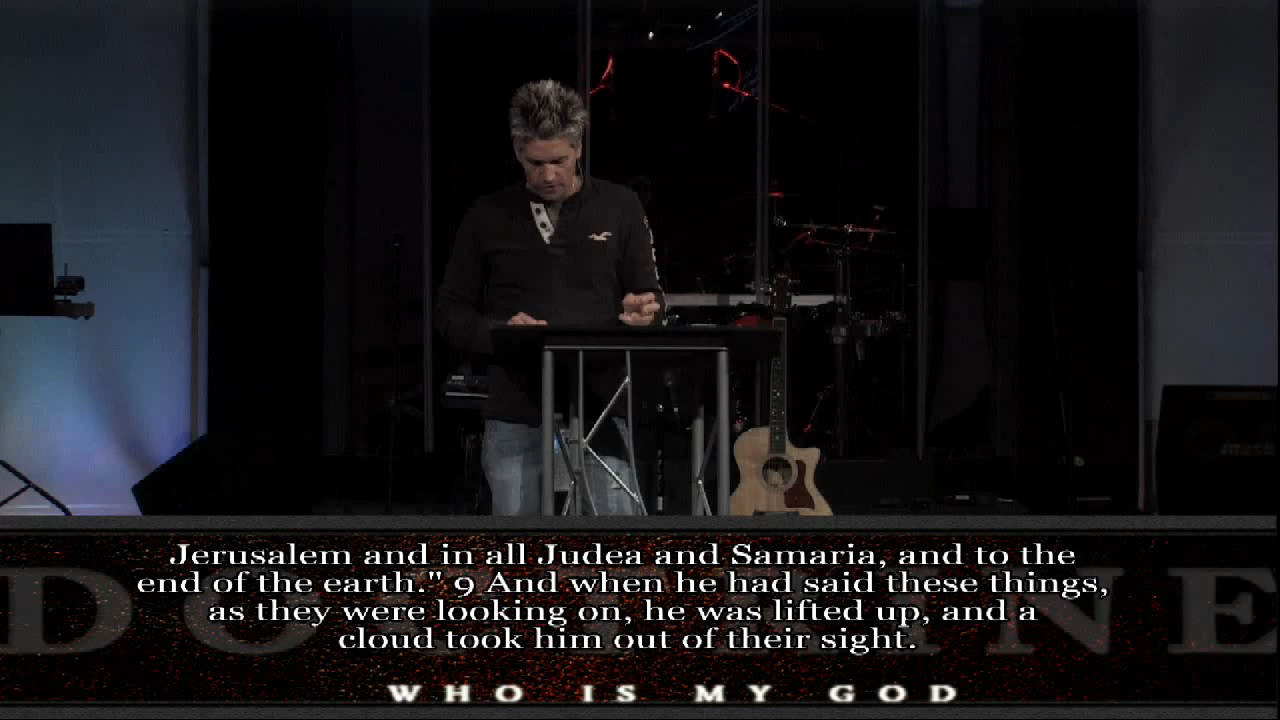 Jerusalem and in all Judea and Samaria, and to the
end of the earth." 9 And when he had said these things,
as they were looking on, he was lifted up, and a
cloud took him out of their sight.
WHO IS MY GOD